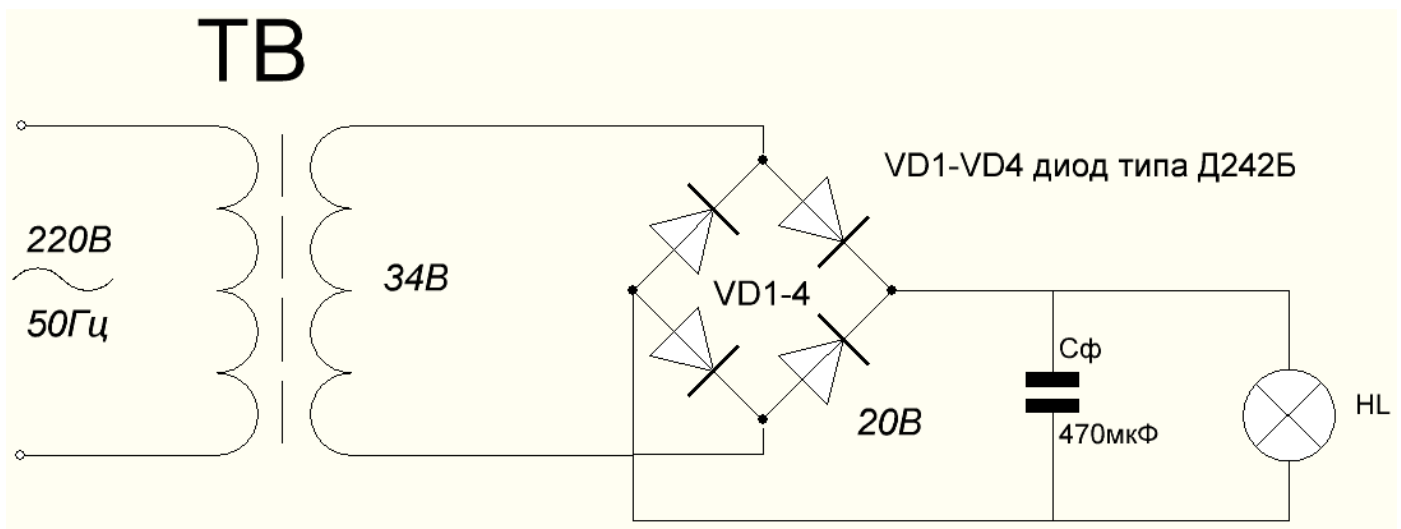 ТВ
VD1-VD4 диод типа Д242Б
220В
34В
50Гц
VD1-4
20В
Сф
470мкФ
HL